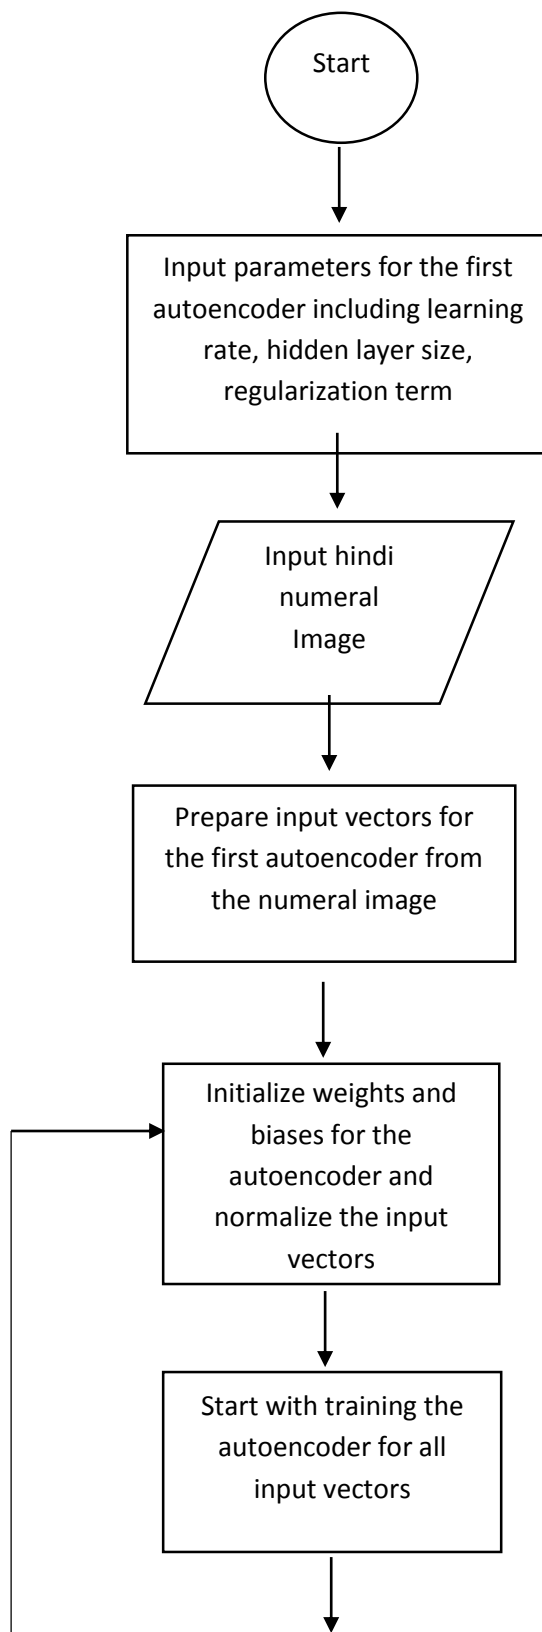 Start
Input parameters for the first
autoencoder including learning
rate, hidden layer size,
regularization term
Input hindi
numeral
Image
Prepare input vectors for
the first autoencoder from
the numeral image
Initialize weights and
biases for the
autoencoder and
normalize the input
vectors
Start with training the
autoencoder for all
input vectors